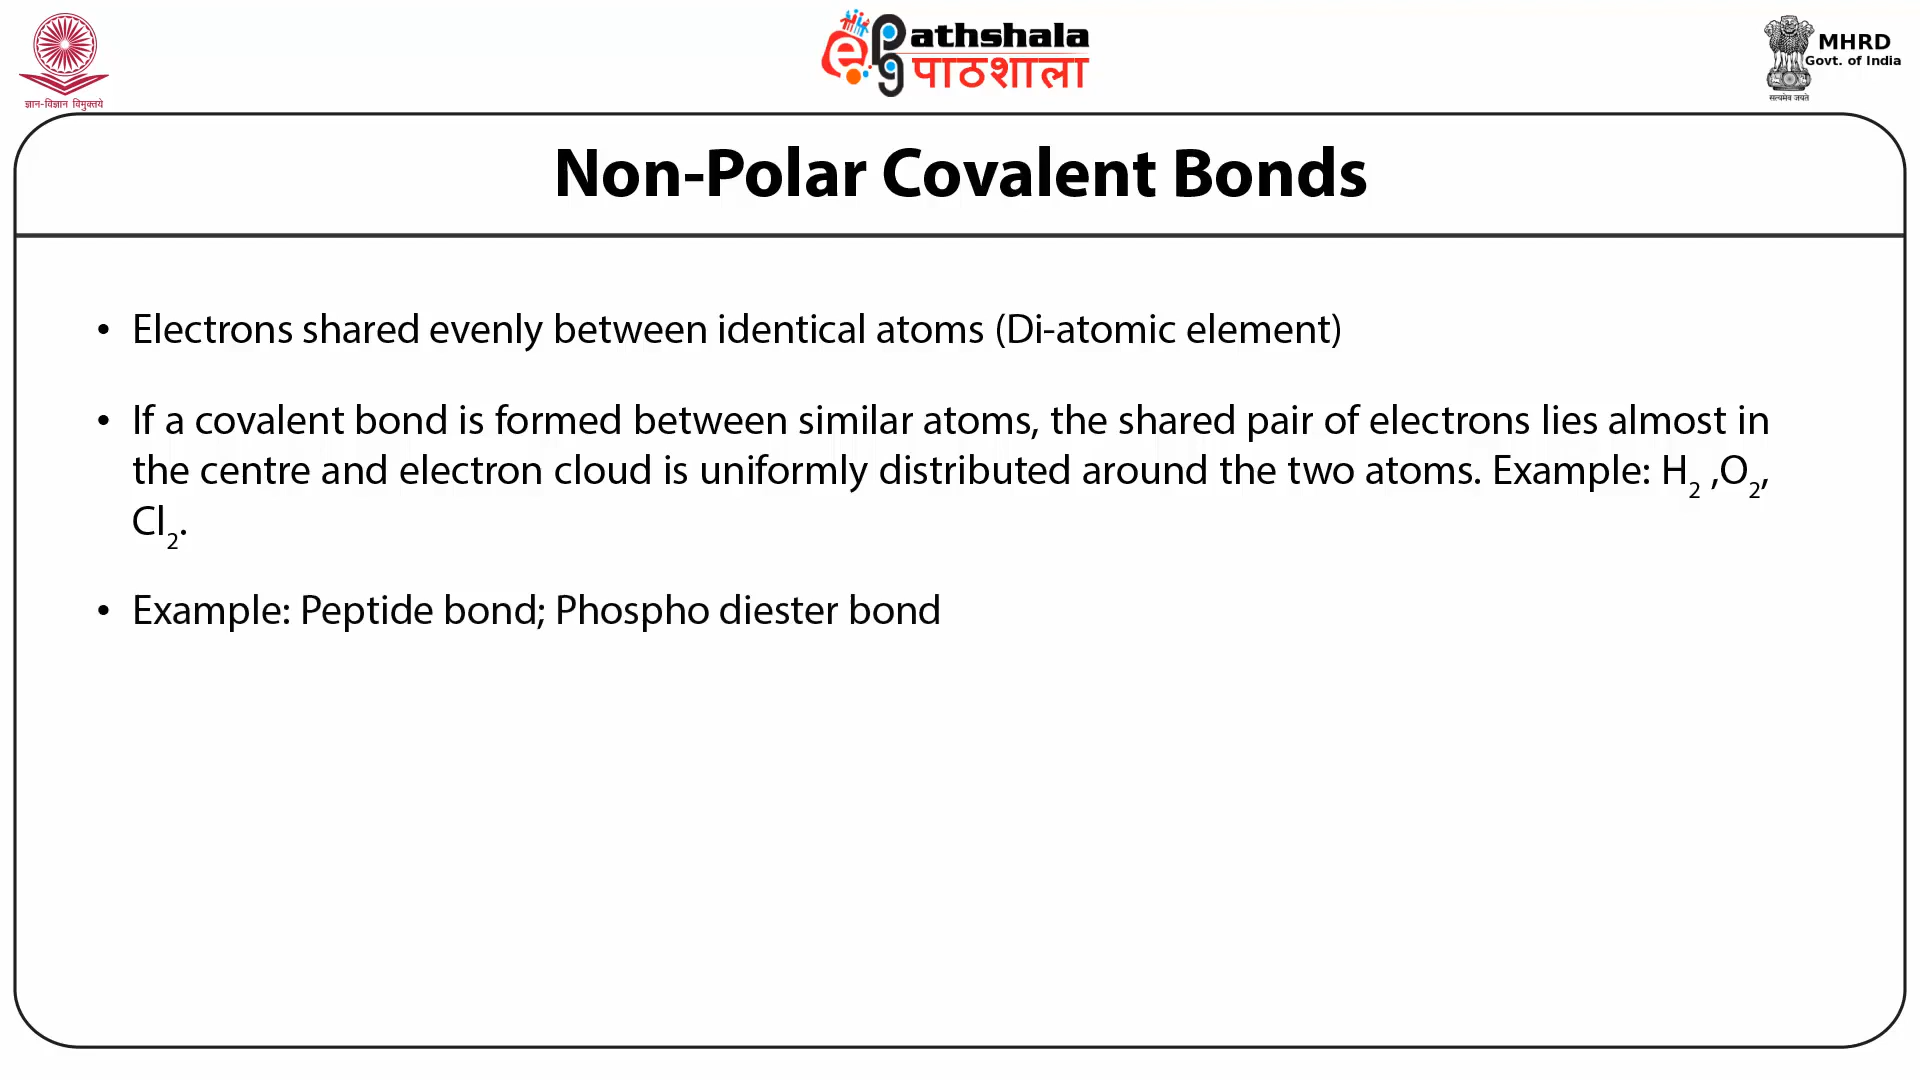 ज्ञान-विज्ञान विमुक्तये
e PG Pathshala
पाठशाला
MHRD
Govt. of India
सत्यमेव जयते
Non-Polar Covalent Bonds
• Electrons shared evenly between identical atoms (Di-atomic element)
• If a covalent bond is formed between similar atoms, the shared pair of electrons lies almost in
the centre and electron cloud is uniformly distributed around the two atoms. Example: H₂ ,O₂,
Cl₂.
• Example: Peptide bond; Phospho diester bond